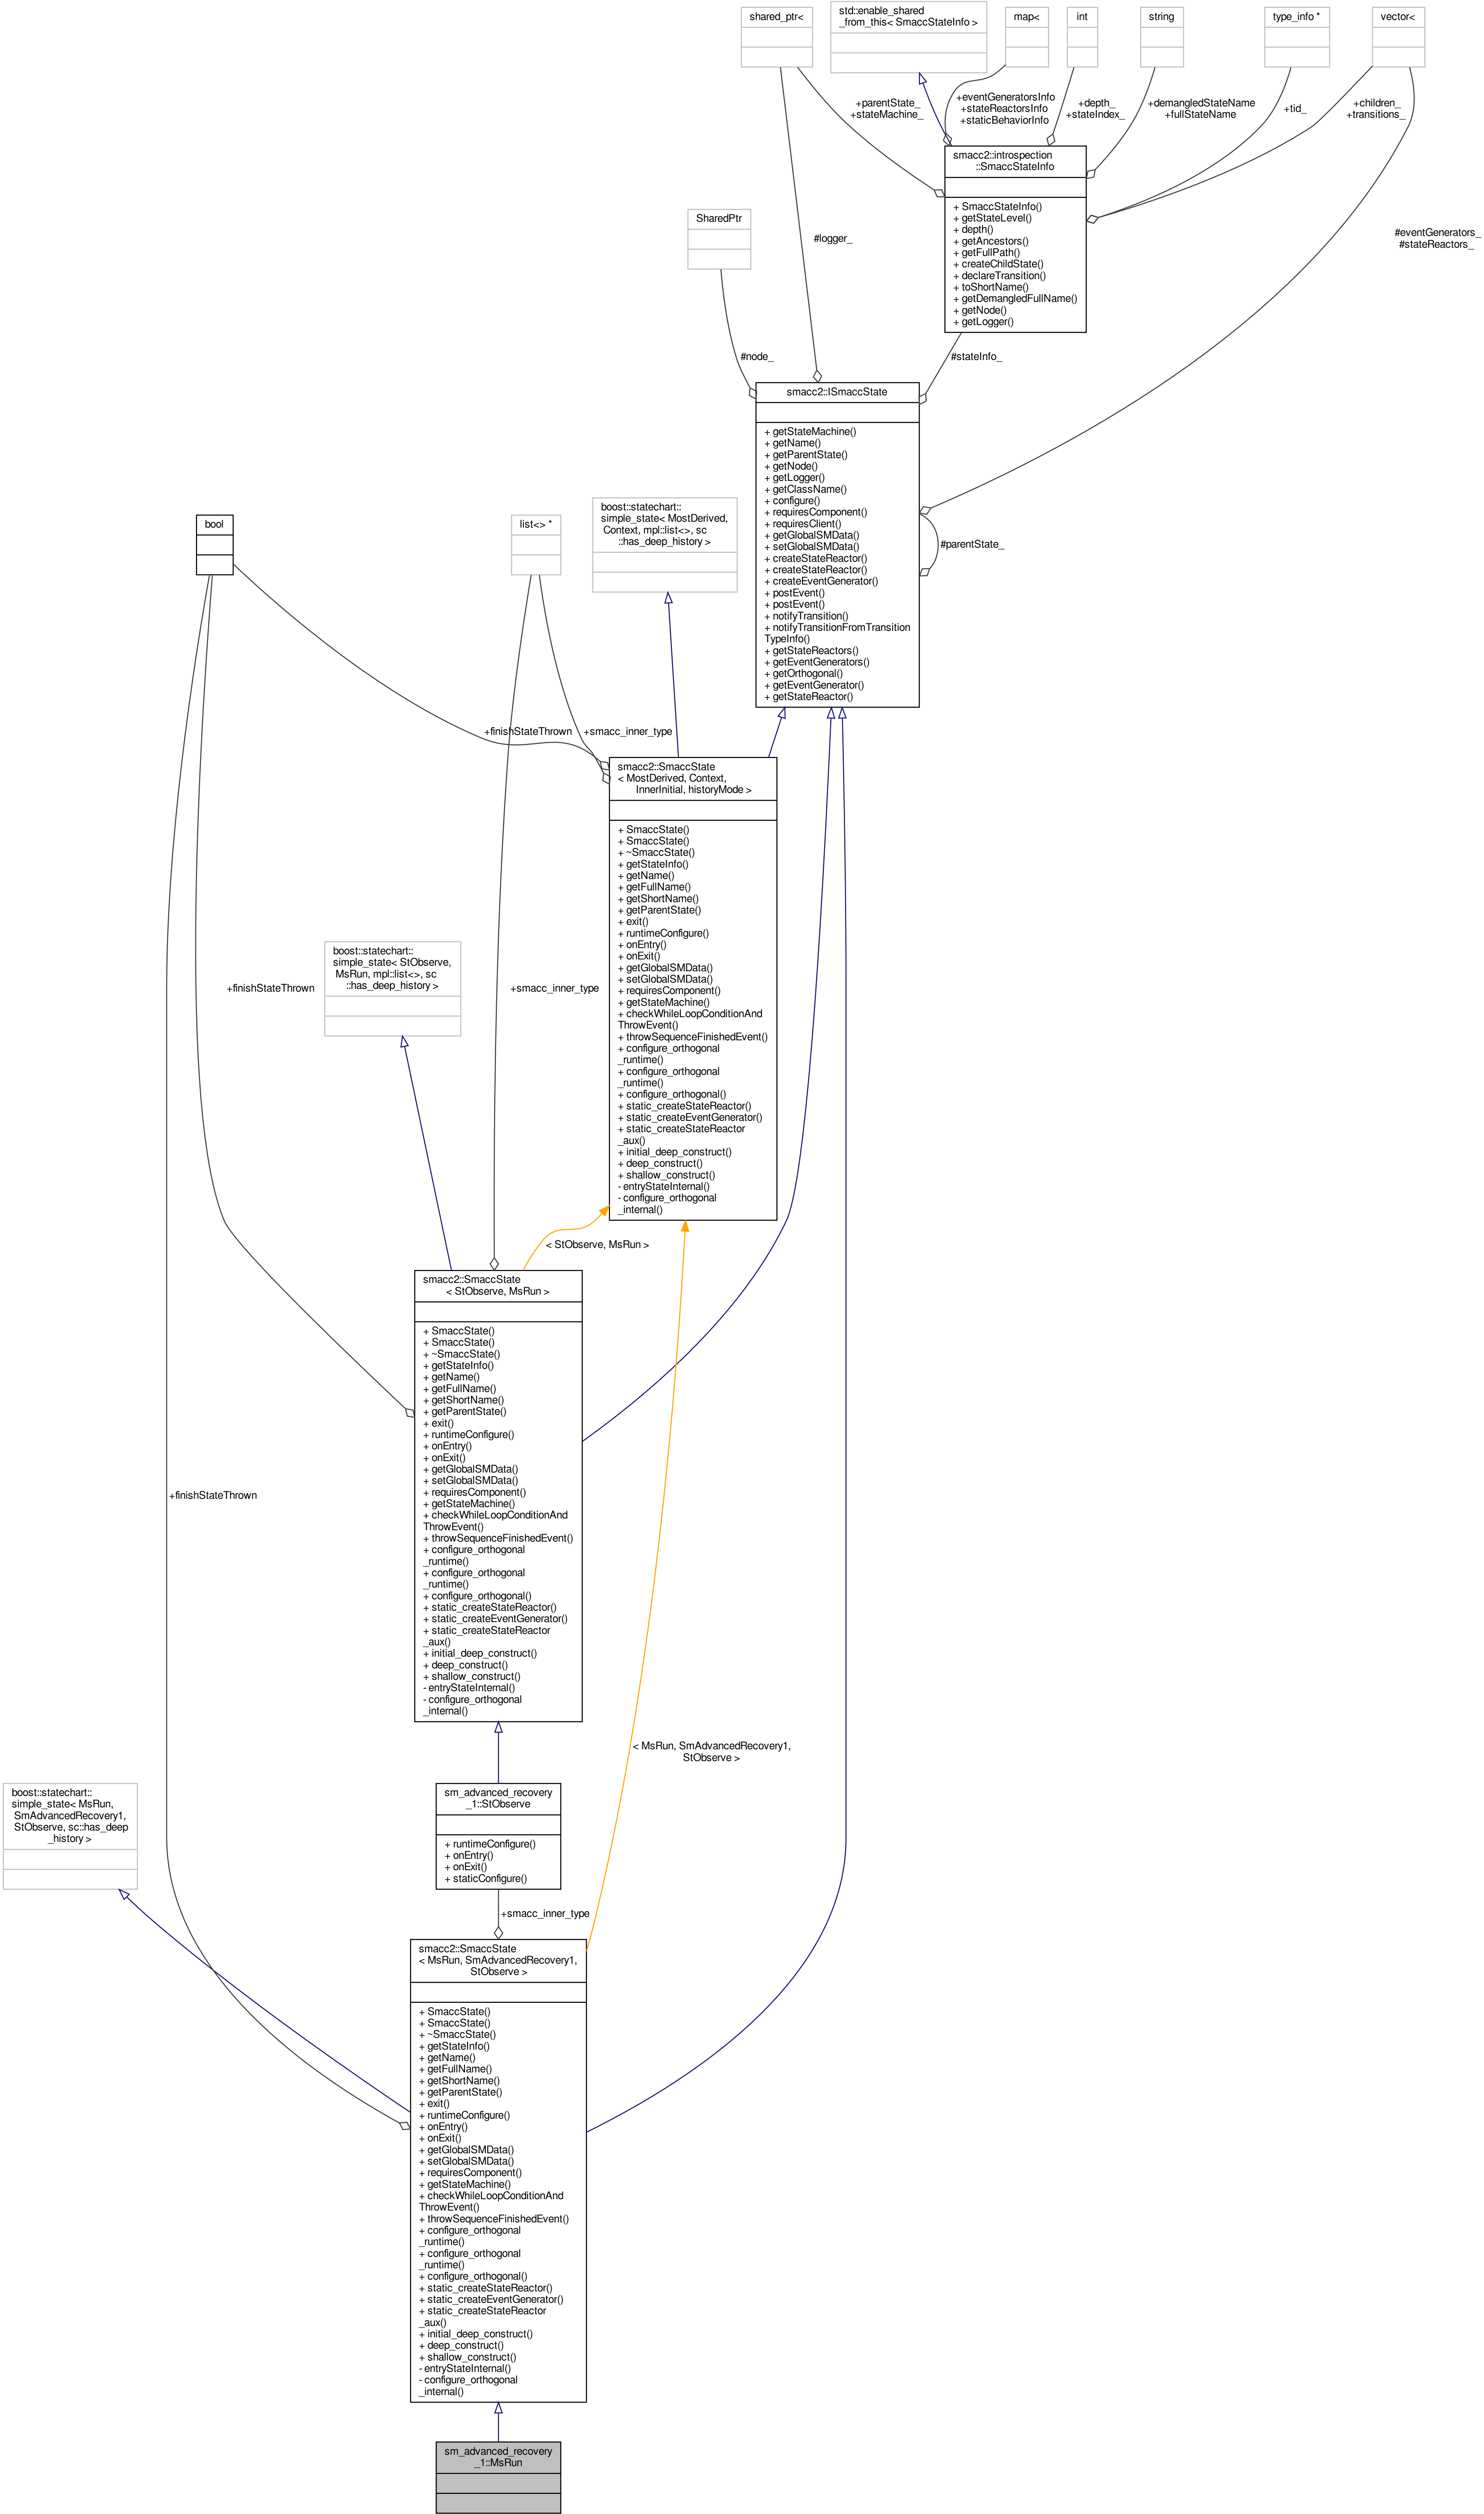 shared_ptr<
std::enable_shared
_from_this< SmaccStateInfo >
map<
int
string
type_info *
vector<
+parentState_
+stateMachine_
+eventGeneratorsInfo
+stateReactorsInfo
+staticBehaviorInfo
+depth_
+stateIndex_
+demangledStateName
+fullStateName
+tid_
+children_
+transitions_
smacc2::introspection
::SmaccStateInfo
+ SmaccStateInfo()
+ getStateLevel()
+ depth()
+ getAncestors()
+ getFullPath()
+ createChildState()
+ declareTransition()
+ toShortName()
+ getDemangledFullName()
+ getNode()
+ getLogger()
SharedPtr
#logger_
#eventGenerators_
#stateReactors_
#node_
#stateInfo_
smacc2::ISmaccState
+ getStateMachine()
+ getName()
+ getParentState()
+ getNode()
+ getLogger()
+ getClassName()
+ configure()
+ requiresComponent()
+ requiresClient()
+ getGlobalSMData()
+ setGlobalSMData()
+ createStateReactor()
+ createStateReactor()
+ createEventGenerator()
+ postEvent()
+ postEvent()
+ notifyTransition()
+ notifyTransitionFromTransition
TypeInfo()
+ getStateReactors()
+ getEventGenerators()
+ getOrthogonal()
+ getEventGenerator()
+ getStateReactor()
#parentState_
bool
list<> *
boost::statechart::
simple_state< MostDerived,
Context, mpl::list<>, sc
::has_deep_history >
+finishStateThrown
+smacc_inner_type
smacc2::SmaccState
< MostDerived, Context,
InnerInitial, historyMode >
+ SmaccState()
+ SmaccState()
+ ~SmaccState()
+ getStateInfo()
+ getName()
+ getFullName()
+ getShortName()
+ getParentState()
+ exit()
+ runtimeConfigure()
+ onEntry()
+ onExit()
+ getGlobalSMData()
+ setGlobalSMData()
+ requiresComponent()
+ getStateMachine()
+ checkWhileLoopConditionAnd
ThrowEvent()
+ throwSequenceFinishedEvent()
+ configure_orthogonal
_runtime()
+ configure_orthogonal
_runtime()
+ configure_orthogonal()
+ static_createStateReactor()
+ static_createEventGenerator()
+ static_createStateReactor
_aux()
+ initial_deep_construct()
+ deep_construct()
+ shallow_construct()
- entryStateInternal()
- configure_orthogonal
_internal()
boost::statechart::
simple_state< StObserve,
MsRun, mpl::list<>, sc
::has_deep_history >
+finishStateThrown
+smacc_inner_type
< StObserve, MsRun >
smacc2::SmaccState
< StObserve, MsRun >
+ SmaccState()
+ SmaccState()
+ ~SmaccState()
+ getStateInfo()
+ getName()
+ getFullName()
+ getShortName()
+ getParentState()
+ exit()
+ runtimeConfigure()
+ onEntry()
+ onExit()
+ getGlobalSMData()
+ setGlobalSMData()
+ requiresComponent()
+ getStateMachine()
+ checkWhileLoopConditionAnd
ThrowEvent()
+ throwSequenceFinishedEvent()
+ configure_orthogonal
_runtime()
+ configure_orthogonal
_runtime()
+ configure_orthogonal()
+ static_createStateReactor()
+ static_createEventGenerator()
+ static_createStateReactor
_aux()
+ initial_deep_construct()
+ deep_construct()
+ shallow_construct()
- entryStateInternal()
- configure_orthogonal
_internal()
+finishStateThrown
< MsRun, SmAdvancedRecovery1,
StObserve >
boost::statechart::
simple_state< MsRun,
SmAdvancedRecovery1,
StObserve, sc::has_deep
_history >
sm_advanced_recovery
_1::StObserve
+ runtimeConfigure()
+ onEntry()
+ onExit()
+ staticConfigure()
+smacc_inner_type
smacc2::SmaccState
< MsRun, SmAdvancedRecovery1,
StObserve >
+ SmaccState()
+ SmaccState()
+ ~SmaccState()
+ getStateInfo()
+ getName()
+ getFullName()
+ getShortName()
+ getParentState()
+ exit()
+ runtimeConfigure()
+ onEntry()
+ onExit()
+ getGlobalSMData()
+ setGlobalSMData()
+ requiresComponent()
+ getStateMachine()
+ checkWhileLoopConditionAnd
ThrowEvent()
+ throwSequenceFinishedEvent()
+ configure_orthogonal
_runtime()
+ configure_orthogonal
_runtime()
+ configure_orthogonal()
+ static_createStateReactor()
+ static_createEventGenerator()
+ static_createStateReactor
_aux()
+ initial_deep_construct()
+ deep_construct()
+ shallow_construct()
- entryStateInternal()
- configure_orthogonal
_internal()
sm_advanced_recovery
_1::MsRun